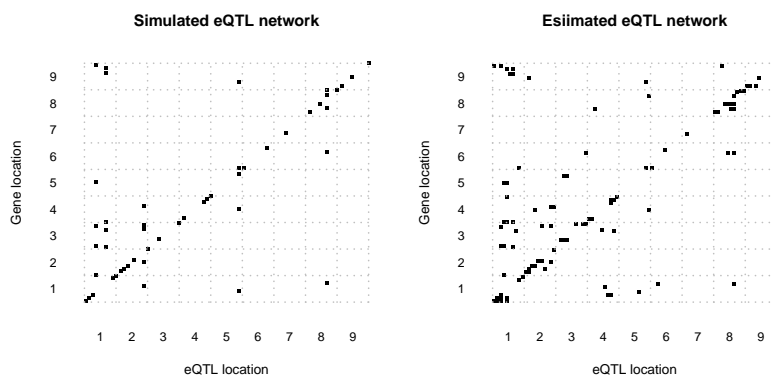 Simulated eQTL network
Esiimated eQTL network
Gene location
9
8
7
6
5
4
3
2
1
1 2 3 4 5 6 7 8 9
eQTL location
Gene location
9
8
7
6
5
4
3
2
1
1 2 3 4 5 6 7 8 9
eQTL location